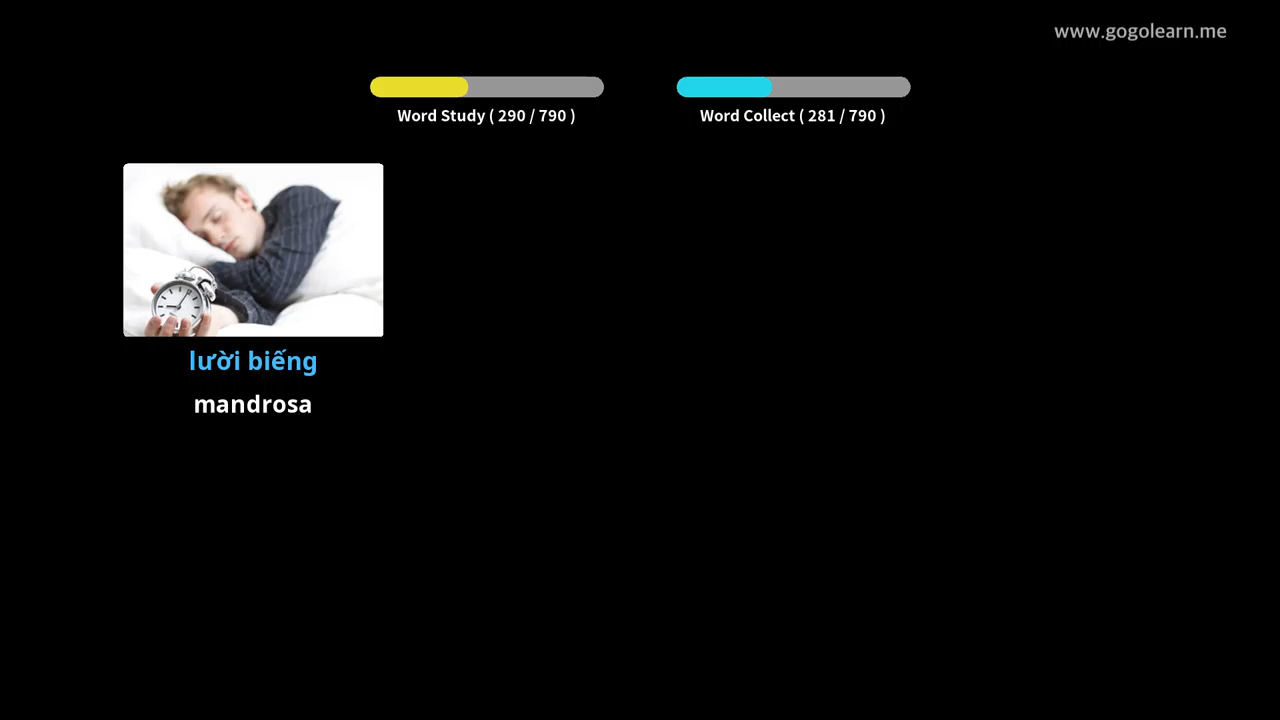 www.gogolearn.me
Word Study ( 290 / 790 )
Word Collect ( 281 / 790 )
lười biếng
mandrosa